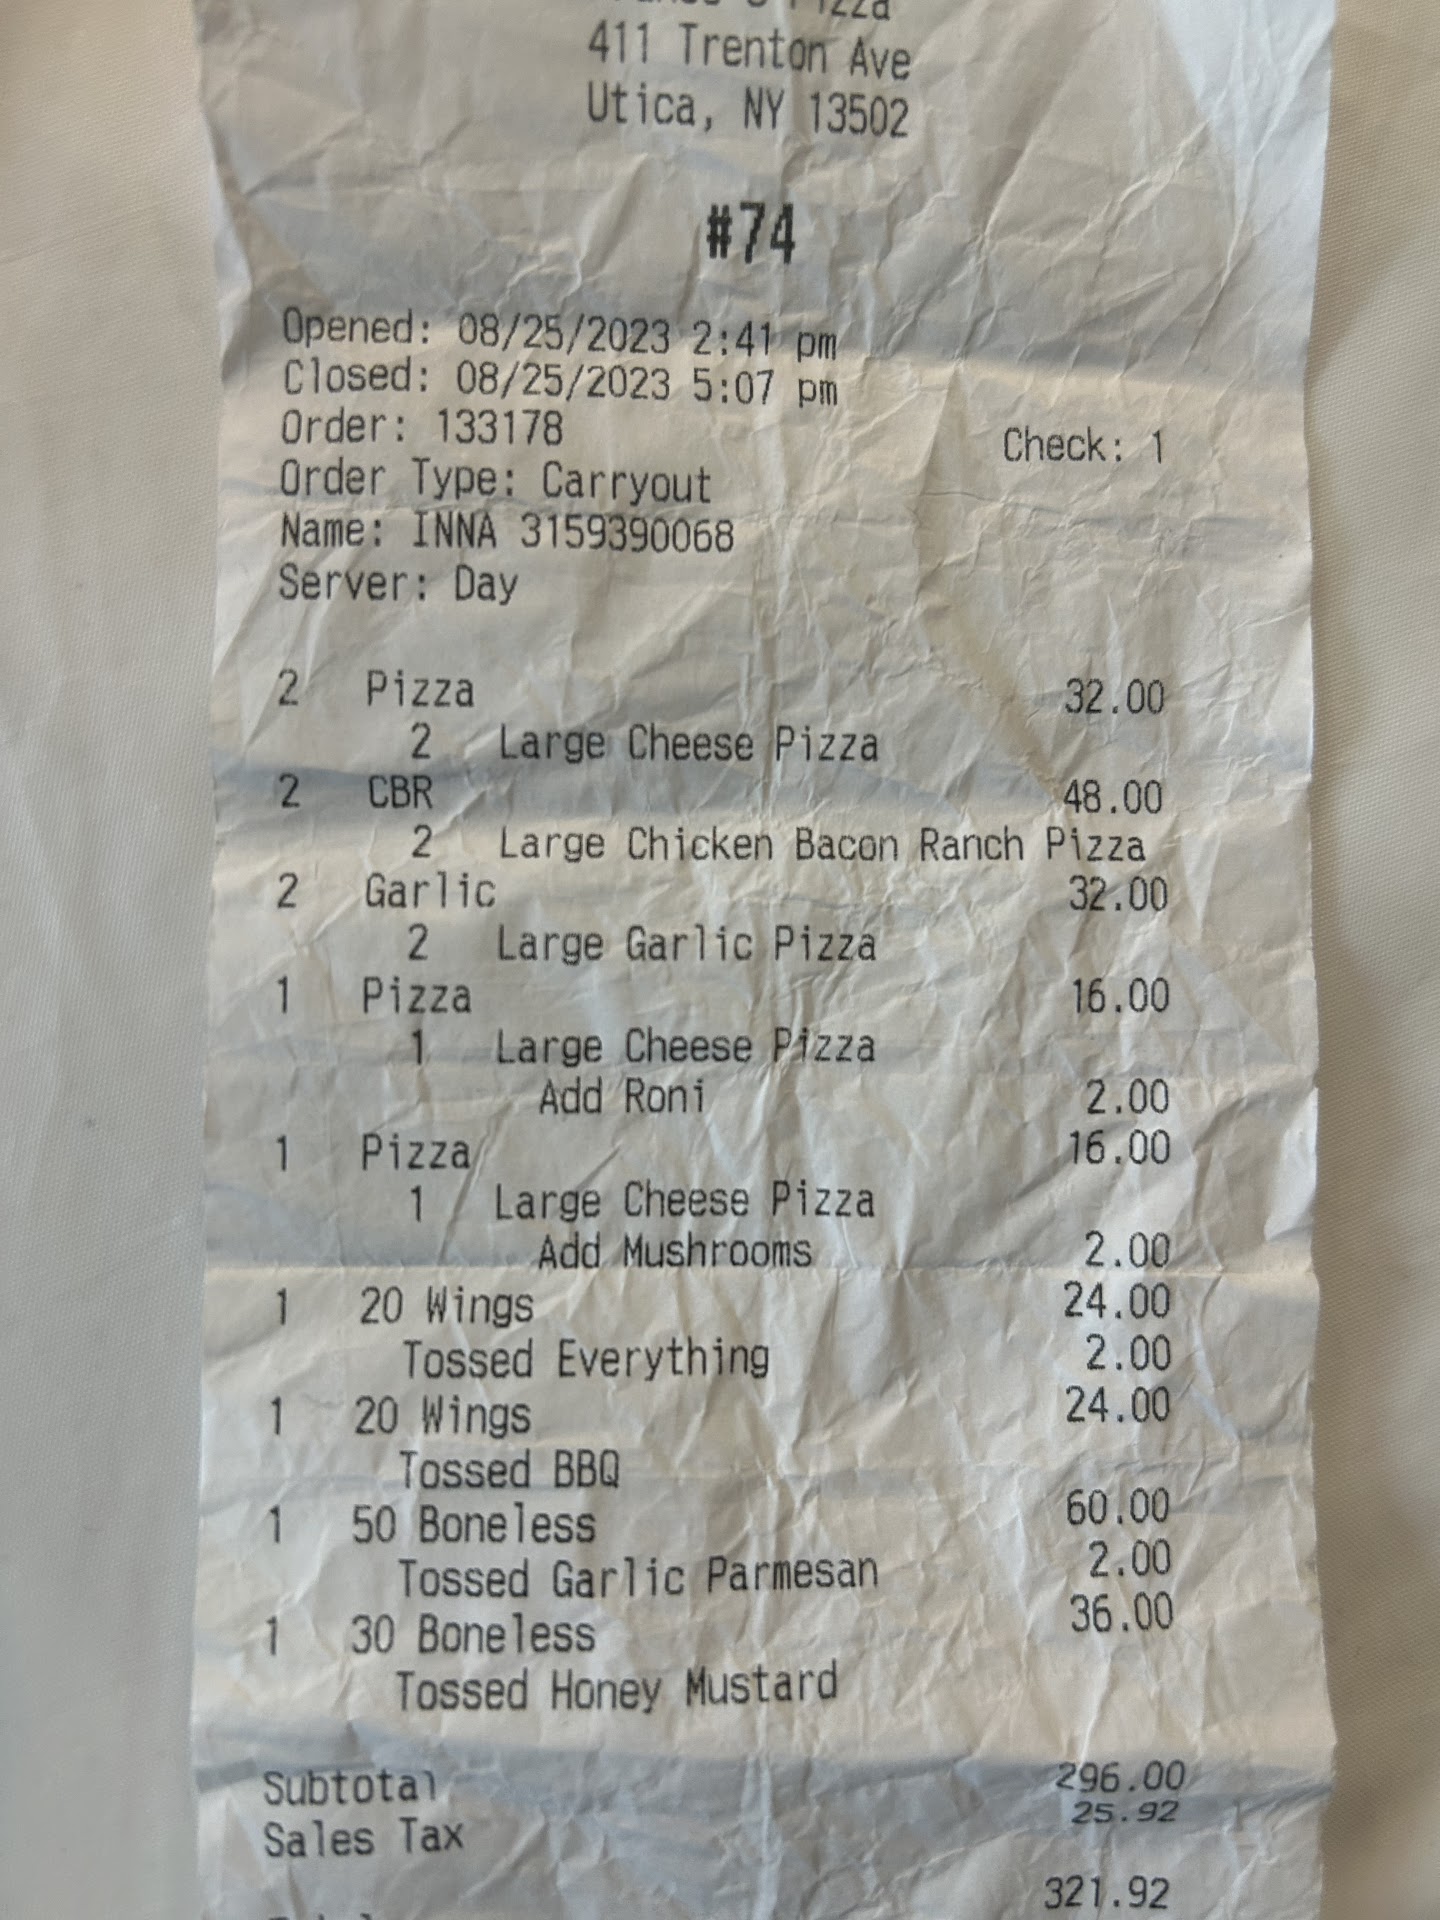 Pizza
411 Trenton Ave
Utica, NY 13502
#74
Opened: 08/25/2023 2:41 pm
Closed: 08/25/2023 5:07 pm
Order: 133178 Check: 1
Order Type: Carryout
Name: INNA 3159390068
Server: Day
2 Pizza 32.00
2 Large Cheese Pizza
2 CBR 48.00
2 Large Chicken Bacon Ranch Pizza
2 Garlic 32.00
2 Large Garlic Pizza
1 Pizza 16.00
1 Large Cheese Pizza
Add Roni 2.00
1 Pizza 16.00
1 Large Cheese Pizza
Add Mushrooms 2.00
1 20 Wings 24.00
Tossed Everything 2.00
1 20 Wings 24.00
Tossed BBQ
1 50 Boneless 60.00
Tossed Garlic Parmesan 2.00
1 30 Boneless 36.00
Tossed Honey Mustard
Subtotal 296.00
Sales Tax 25.92
321.92